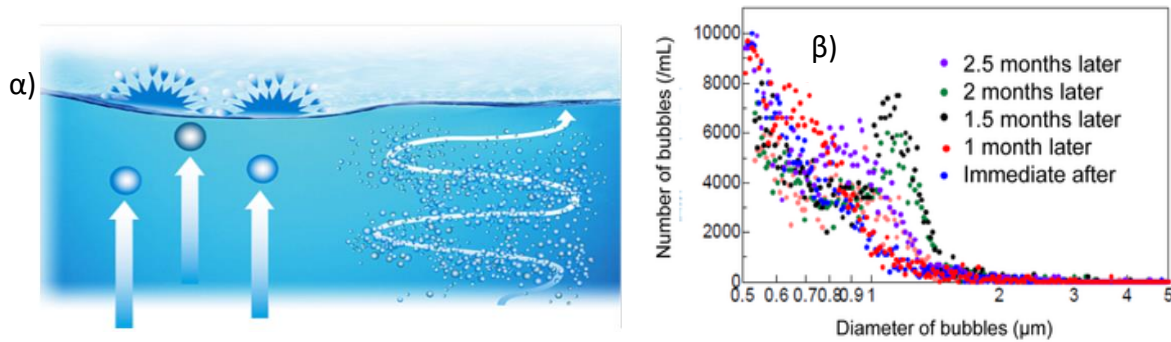 α)
β)
Number of bubbles (/mL)
10000
8000
6000
4000
2000
0
2.5 months later
2 months later
1.5 months later
1 month later
Immediate after
0.5 0.6 0.7 0.8 0.9 1 2 3 4 5
Diameter of bubbles (μm)